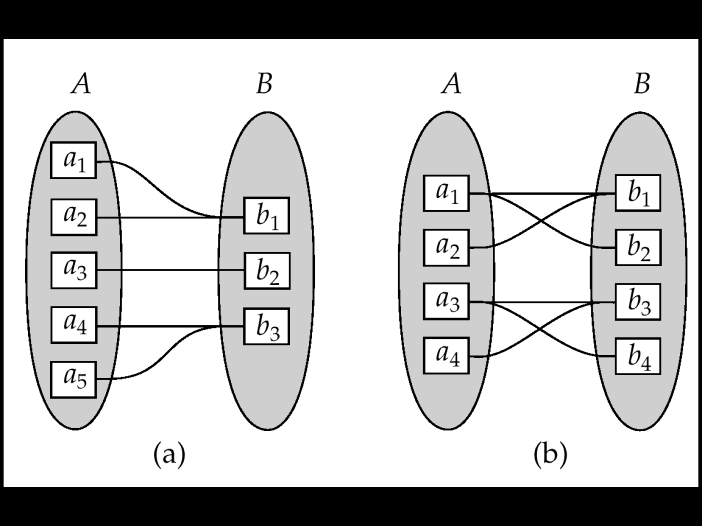 A B
a1
a2 b1
a3 b2
a4 b3
a5
(a)
A B
a1 b1
a2 b2
a3 b3
a4 b4
(b)